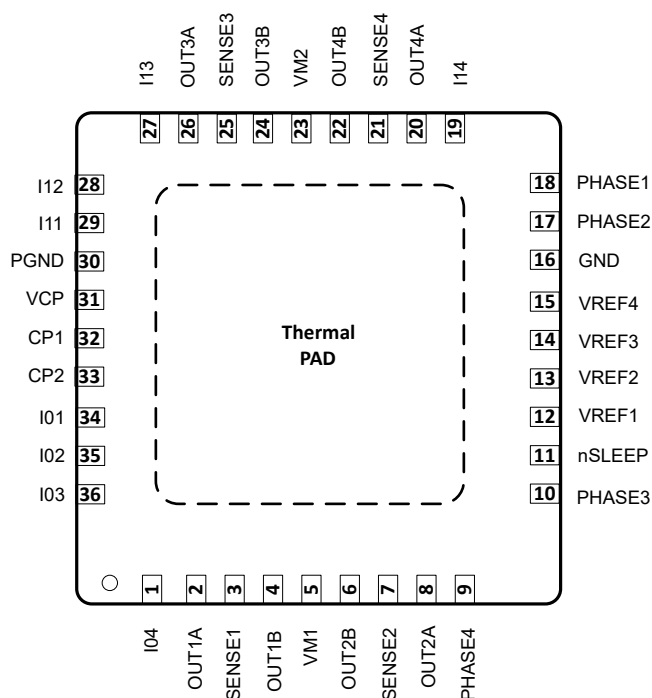 I13
OUT3A
SENSE3
OUT3B
VM2
OUT4B
SENSE4
OUT4A
I14
27
26
25
24
23
22
21
20
19
I12 28
I11 29
PGND 30
VCP 31
CP1 32
CP2 33
I01 34
I02 35
I03 36
Thermal
PAD
18 PHASE1
17 PHASE2
16 GND
15 VREF4
14 VREF3
13 VREF2
12 VREF1
11 nSLEEP
10 PHASE3
1
2
3
4
5
6
7
8
9
I04
OUT1A
SENSE1
OUT1B
VM1
OUT2B
SENSE2
OUT2A
PHASE4